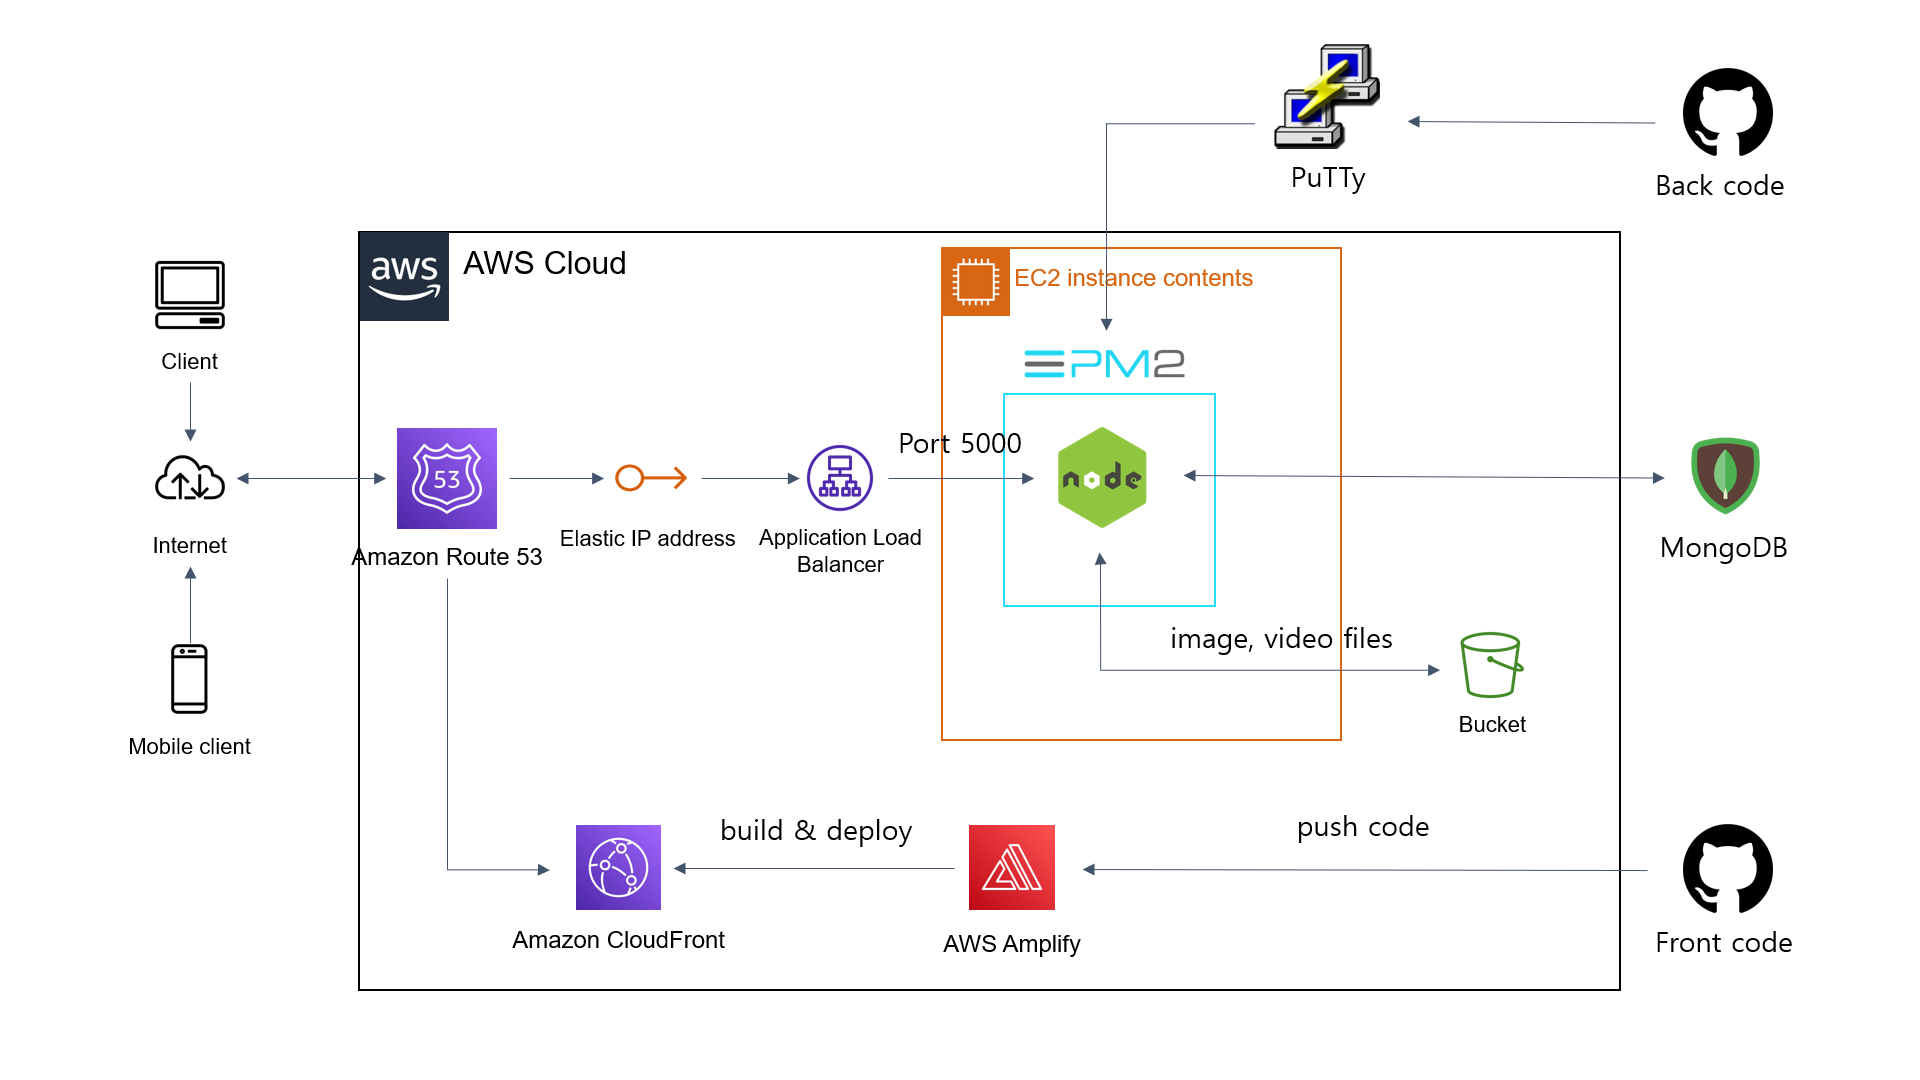 PuTTy
Back code
aws
AWS Cloud
EC2 instance contents
Client
PM2
Port 5000
53
node
Internet
Amazon Route 53
Elastic IP address
Application Load
Balancer
MongoDB
image, video files
Bucket
Mobile client
build & deploy
push code
Amazon CloudFront
AWS Amplify
Front code